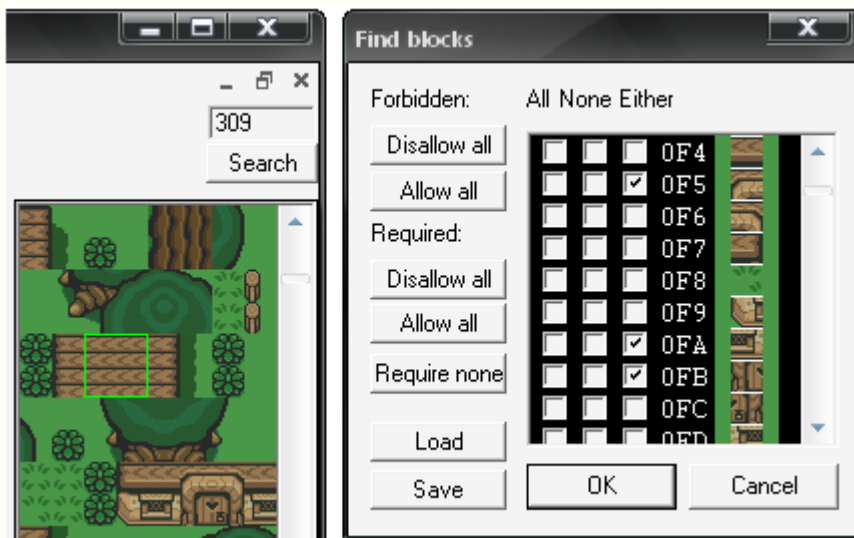 Find blocks
309
Search
Forbidden:
Disallow all
Allow all
Required:
Disallow all
Allow all
Require none
Load
Save
All None Either
0F4
0F5
0F6
0F7
0F8
0F9
0FA
0FB
0FC
0FD
OK
Cancel